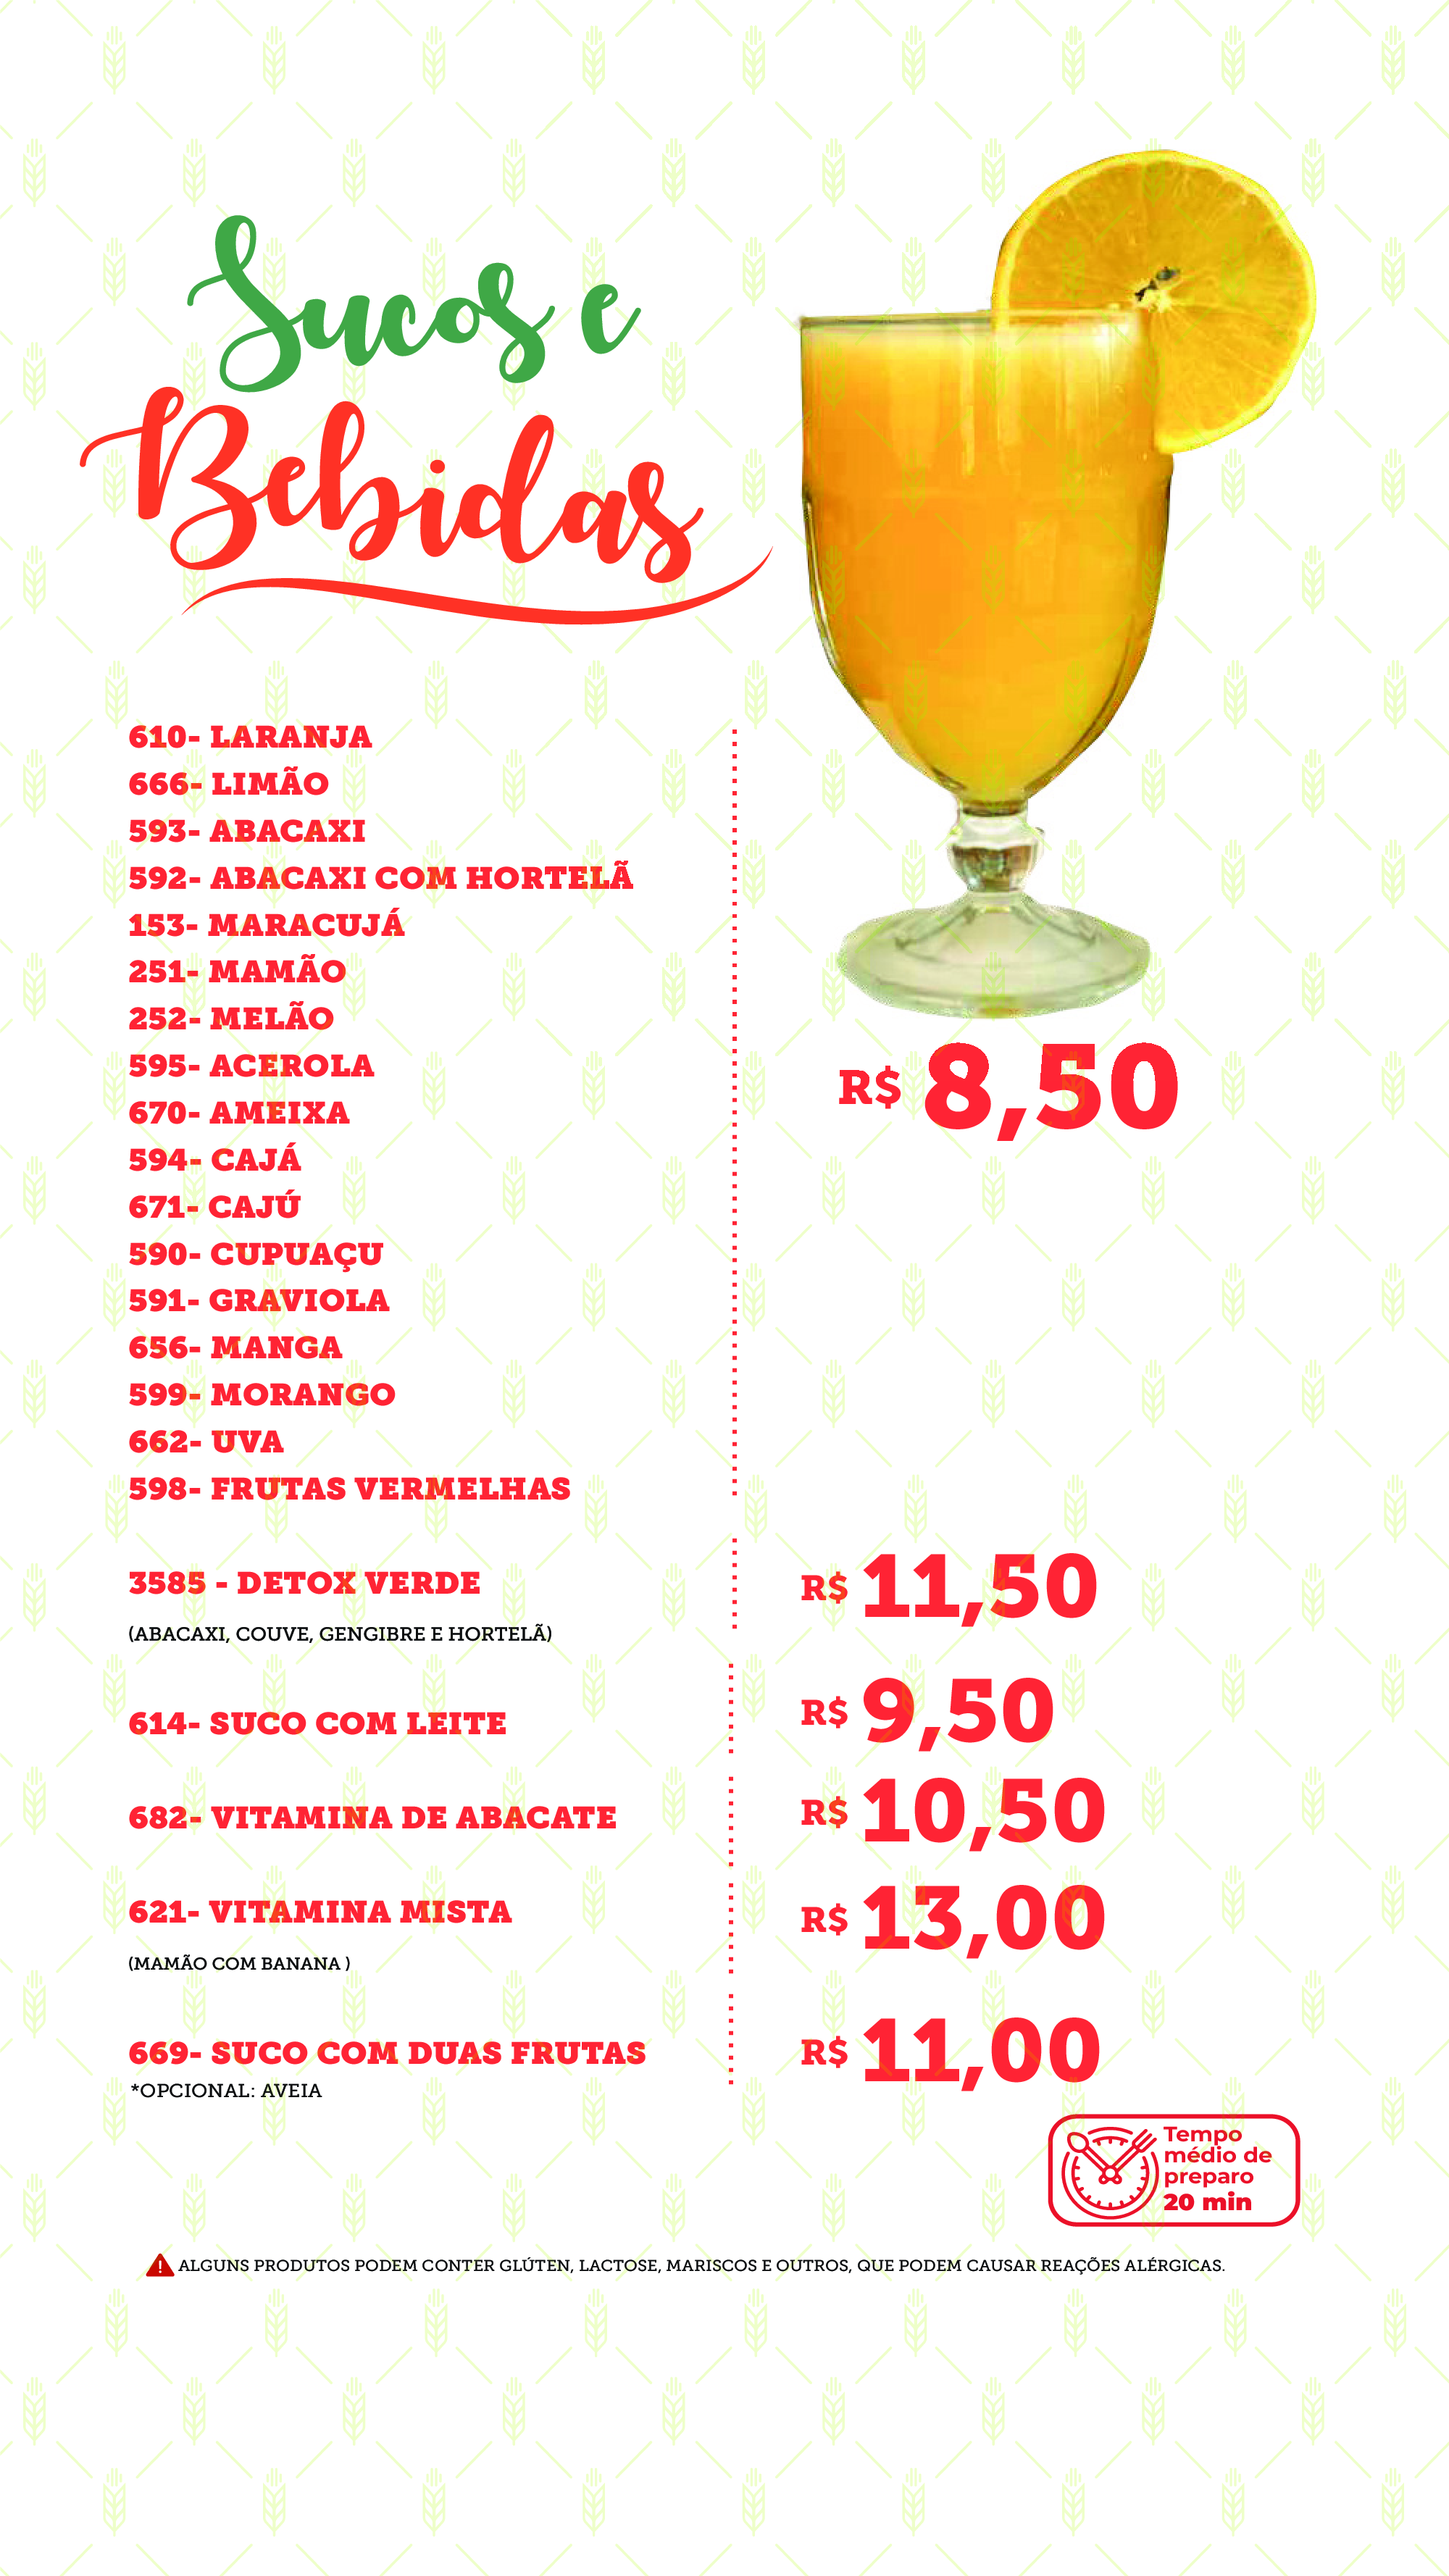 Sucos e
Bebidas
610- LARANJA
666- LIMÃO
593- ABACAXI
592- ABACAXI COM HORTELÃ
153- MARACUJÁ
251- MAMÃO
252- MELÃO
595- ACEROLA
670- AMEIXA
594- CAJÁ
671- CAJÚ
590- CUPUAÇU
591- GRAVIOLA
656- MANGA
599- MORANGO
662- UVA
598- FRUTAS VERMELHAS
R$ 8,50
3585 - DETOX VERDE
R$ 11,50
(ABACAXI, COUVE, GENGIBRE E HORTELÃ)
614- SUCO COM LEITE
R$ 9,50
682- VITAMINA DE ABACATE
R$ 10,50
621- VITAMINA MISTA
R$ 13,00
(MAMÃO COM BANANA )
669- SUCO COM DUAS FRUTAS
R$ 11,00
*OPCIONAL: AVEIA
Tempo
médio de
preparo
20 min
ALGUNS PRODUTOS PODEM CONTER GLÚTEN, LACTOSE, MARISCOS E OUTROS, QUE PODEM CAUSAR REAÇÕES ALÉRGICAS.